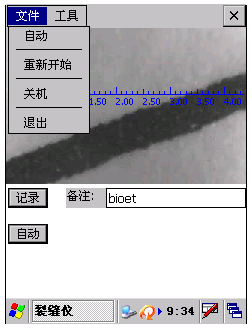 文件 工具 ×
自动
重新开始
关机
退出
1.50 2.00 2.50 3.00 3.50 4.00
记录 备注: bioet
自动
裂缝仪 9:34